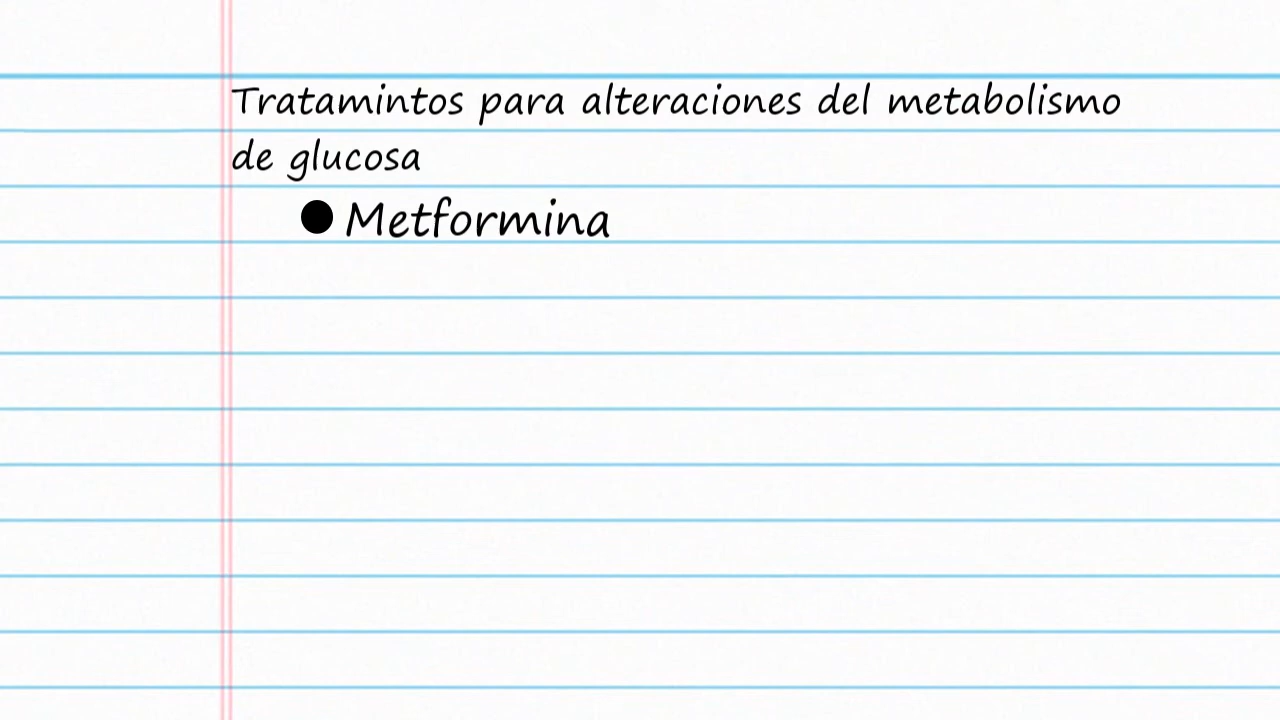 Tratamintos para alteraciones del metabolismo
de glucosa
● Metformina